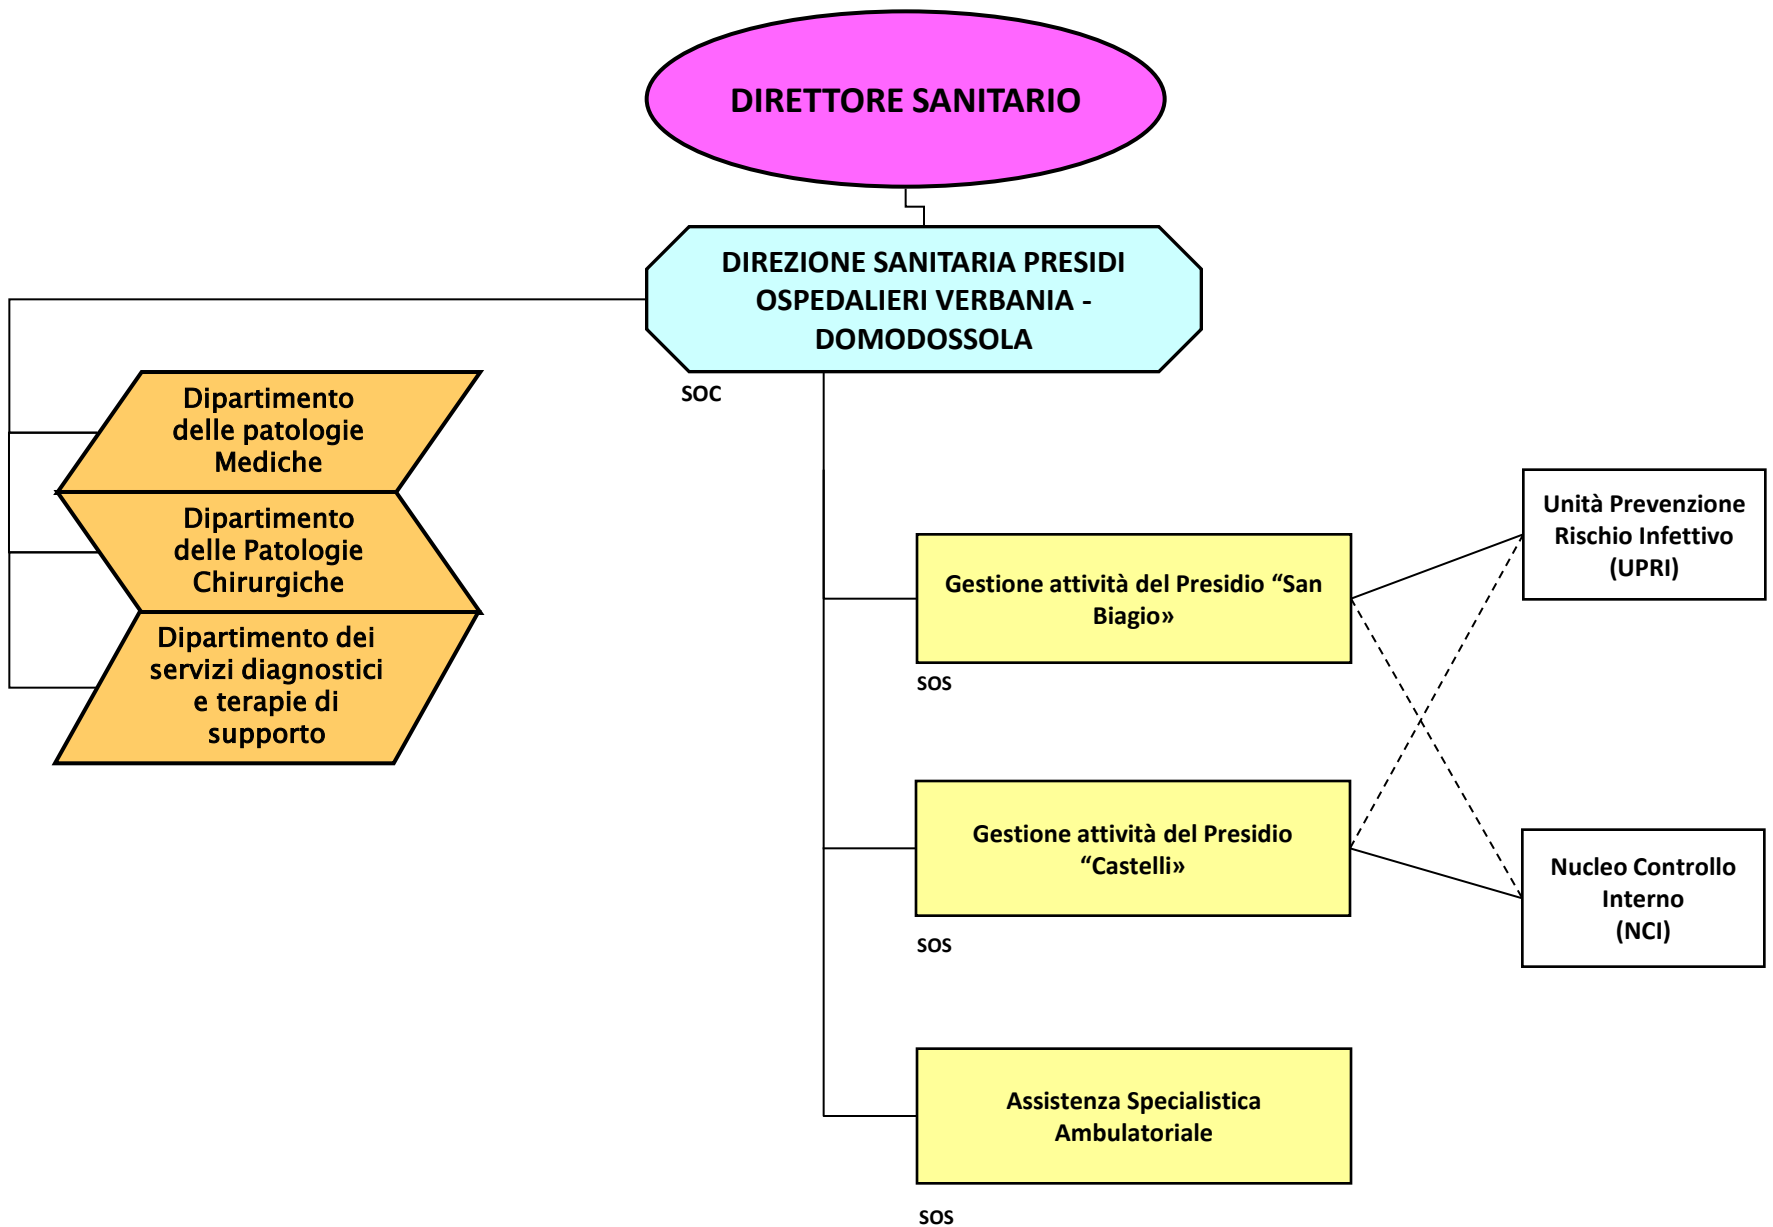 DIRETTORE SANITARIO
DIREZIONE SANITARIA PRESIDI
OSPEDALIERI VERBANIA -
DOMODOSSOLA
SOC
Dipartimento
delle patologie
Mediche
Dipartimento
delle Patologie
Chirurgiche
Dipartimento dei
servizi diagnostici
e terapie di
supporto
Gestione attività del Presidio “San
Biagio»
SOS
Gestione attività del Presidio
“Castelli»
SOS
Assistenza Specialistica
Ambulatoriale
SOS
Unità Prevenzione
Rischio Infettivo
(UPRI)
Nucleo Controllo
Interno
(NCI)